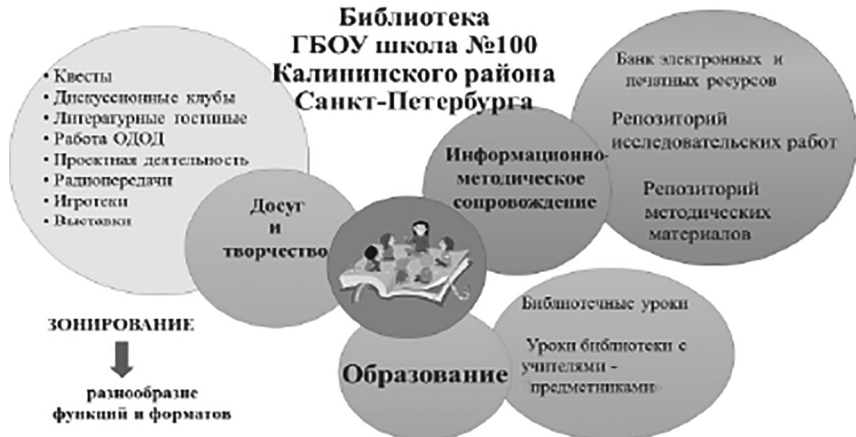 Библиотека
ГБОУ школа №100
Калининского района
Санкт-Петербурга
• Квесты
• Дискуссионные клубы
• Литературные гостиные
• Работа ОДОД
• Проектная деятельность
• Радиопередачи
• Игротеки
• Выставки
Досуг
и
творчество
Информационно-
методическое
сопровождение
Банк электронных и
печатных ресурсов
Репозиторий
исследовательских работ
Репозиторий
методических
материалов
Образование
Библиотечные уроки
Уроки библиотеки с
учителями -
предметниками
ЗОНИРОВАНИЕ
разнообразие
функций и форматов